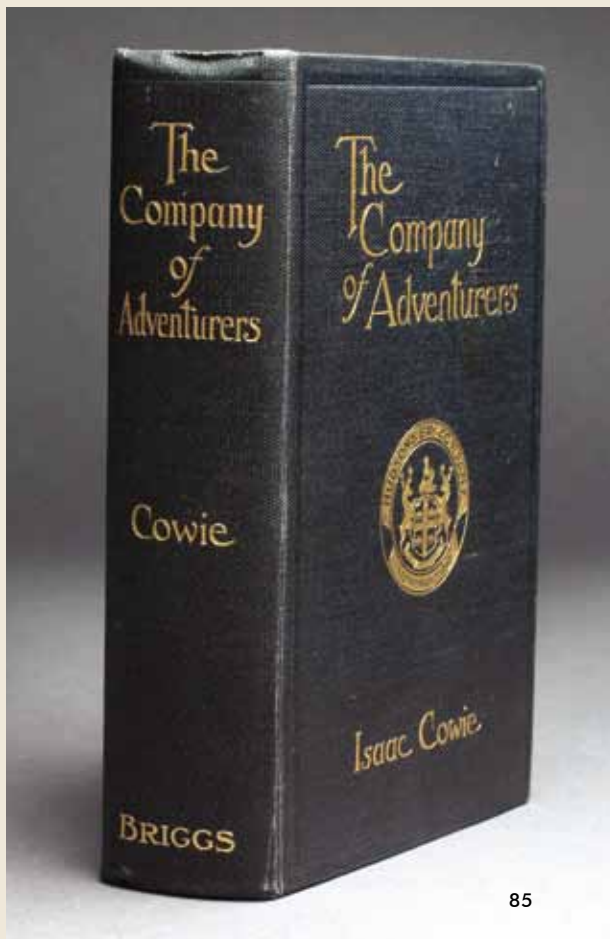 The
Company
of
Adventurers
Cowie
BRIGGS
The
Company
of Adventurers
Isaac Cowie
85